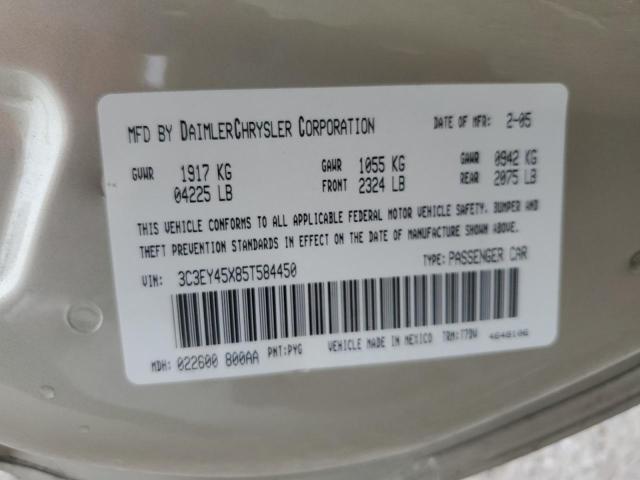 MFD BY DAIMLERCHRYSLER CORPORATION DATE OF MFR: 2-05
GVWR 1917 KG GAWR 1055 KG GAWR 0942 KG
04225 LB FRONT 2324 LB REAR 2075 LB
THIS VEHICLE CONFORMS TO ALL APPLICABLE FEDERAL MOTOR VEHICLE SAFETY, BUMPER AND
THEFT PREVENTION STANDARDS IN EFFECT ON THE DATE OF MANUFACTURE SHOWN ABOVE.
VIN: 3C3EY45X85T584450 TYPE: PASSENGER CAR
MDH: 022600 800AA PNT: PYG VEHICLE MADE IN MEXICO TRM: T7DW 4648106